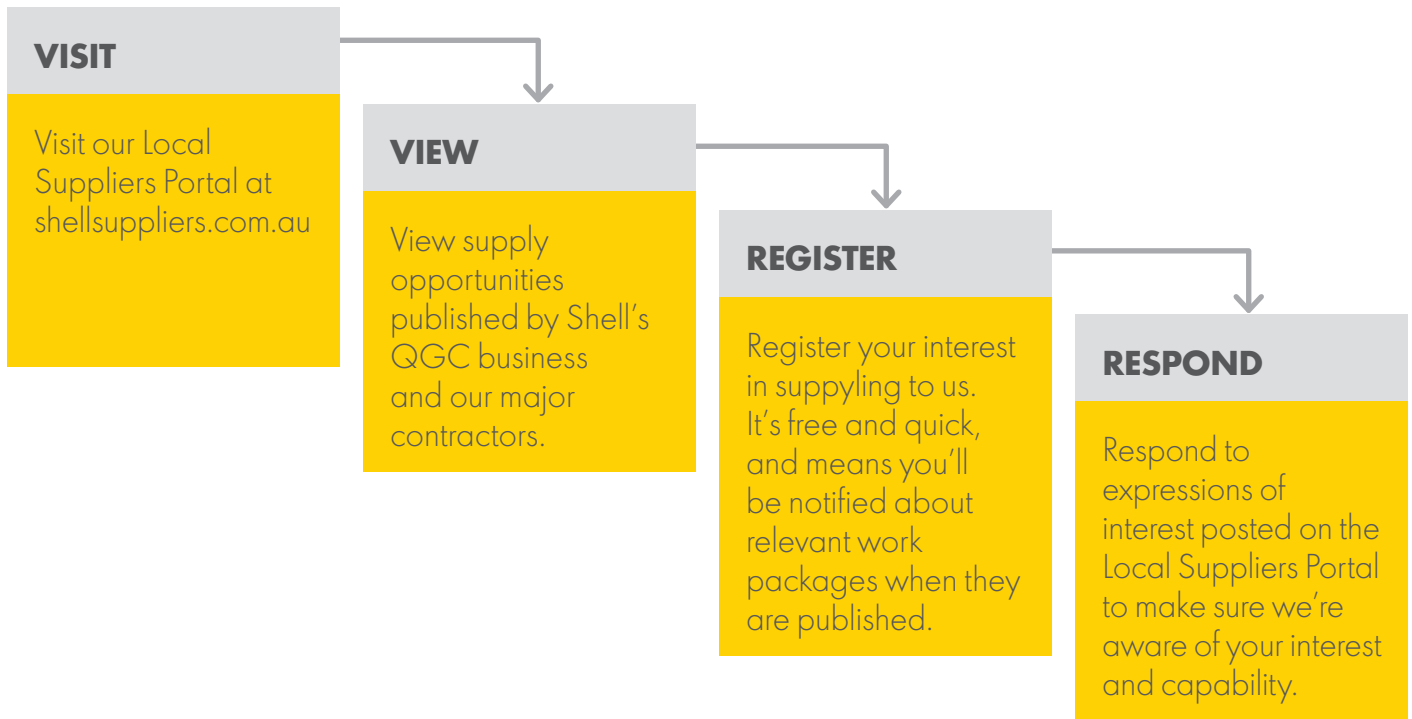 VISIT
Visit our Local
Suppliers Portal at
shellsuppliers.com.au
VIEW
View supply
opportunities
published by Shell’s
QGC business
and our major
contractors.
REGISTER
Register your interest
in suppyling to us.
It’s free and quick,
and means you’ll
be notified about
relevant work
packages when they
are published.
RESPOND
Respond to
expressions of
interest posted on the
Local Suppliers Portal
to make sure we’re
aware of your interest
and capability.